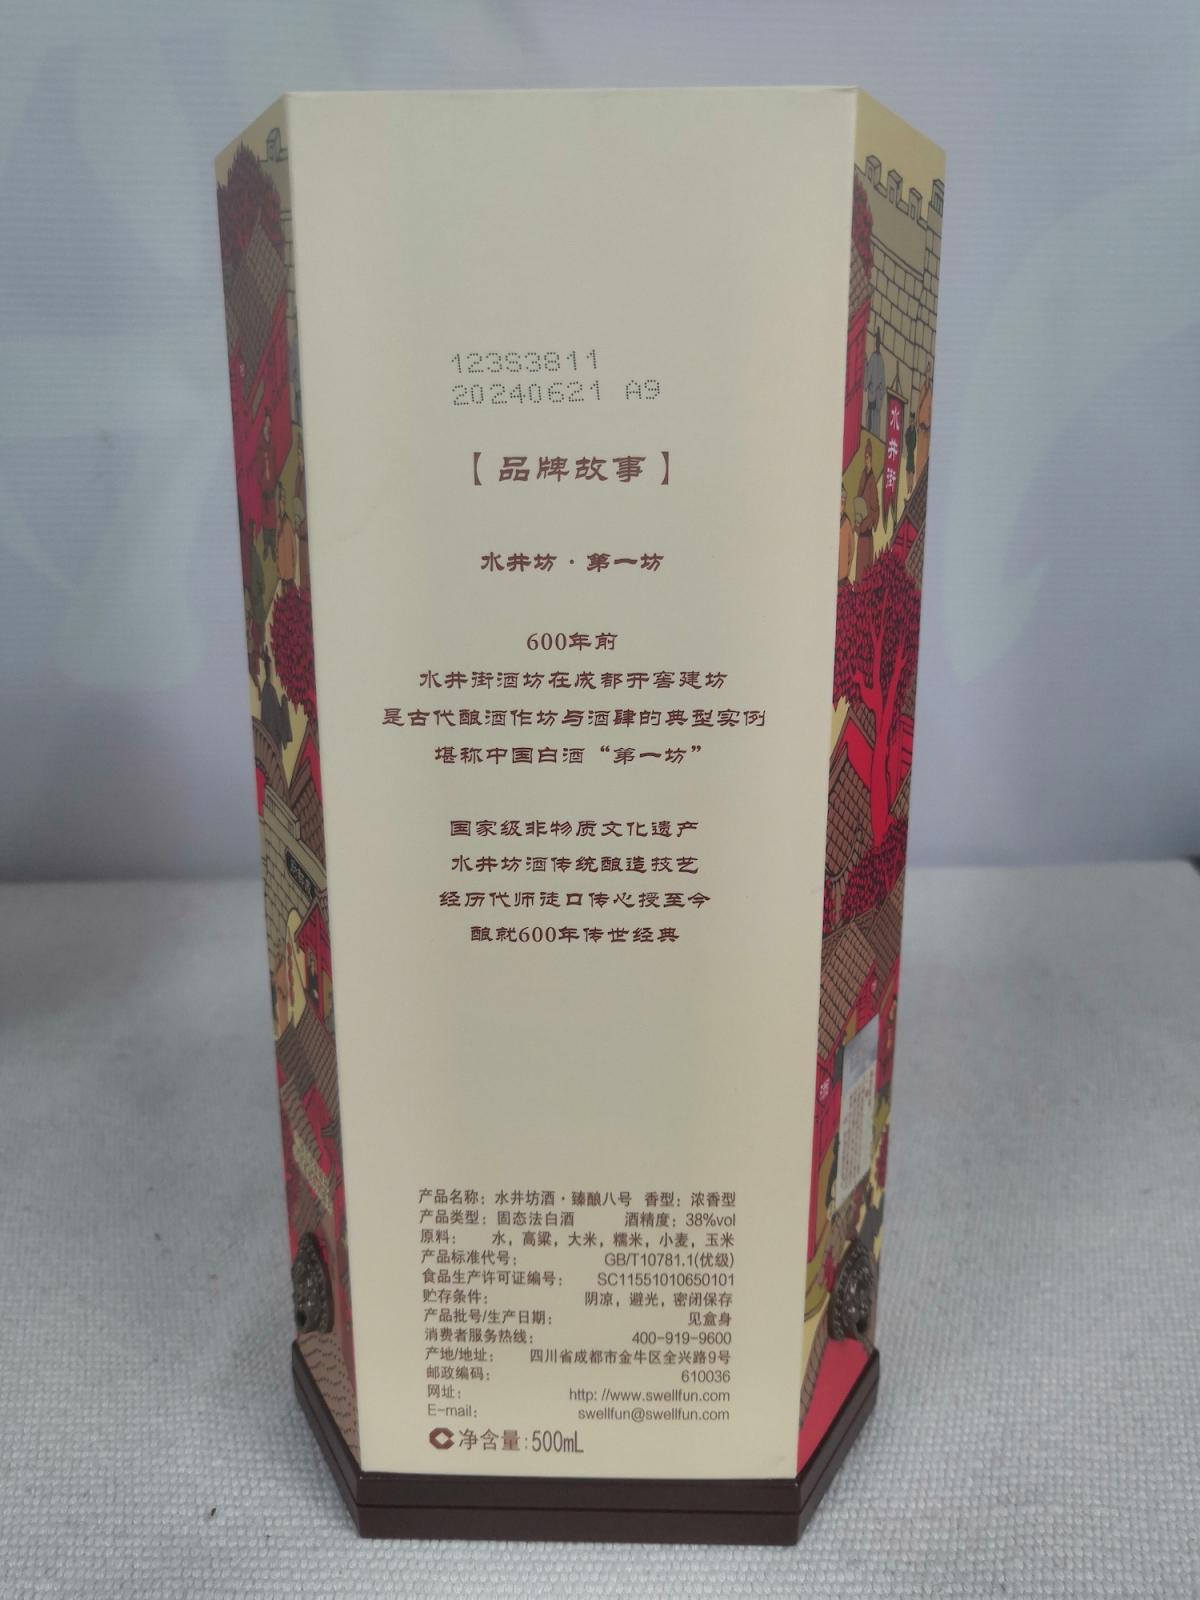 123S3811
20240621 A9
【品牌故事】
水井坊·第一坊
600年前
水井街酒坊在成都开窖建坊
是古代酿酒作坊与酒肆的典型实例
堪称中国白酒“第一坊”
国家级非物质文化遗产
水井坊酒传统酿造技艺
经历代师徒口传心授至今
酿就600年传世经典
产品名称：水井坊酒·臻酿八号 香型：浓香型
产品类型：固态法白酒 酒精度：38%vol
原料： 水，高粱，大米，糯米，小麦，玉米
产品标准代号： GB/T10781.1(优级)
食品生产许可证编号： SC11551010650101
贮存条件： 阴凉，避光，密闭保存
产品批号/生产日期： 见盒身
消费者服务热线： 400-919-9600
产地/地址： 四川省成都市金牛区全兴路9号
邮政编码： 610036
网址： http: //www.swellfun.com
E-mail： swellfun@swellfun.com
净含量：500mL
水井街